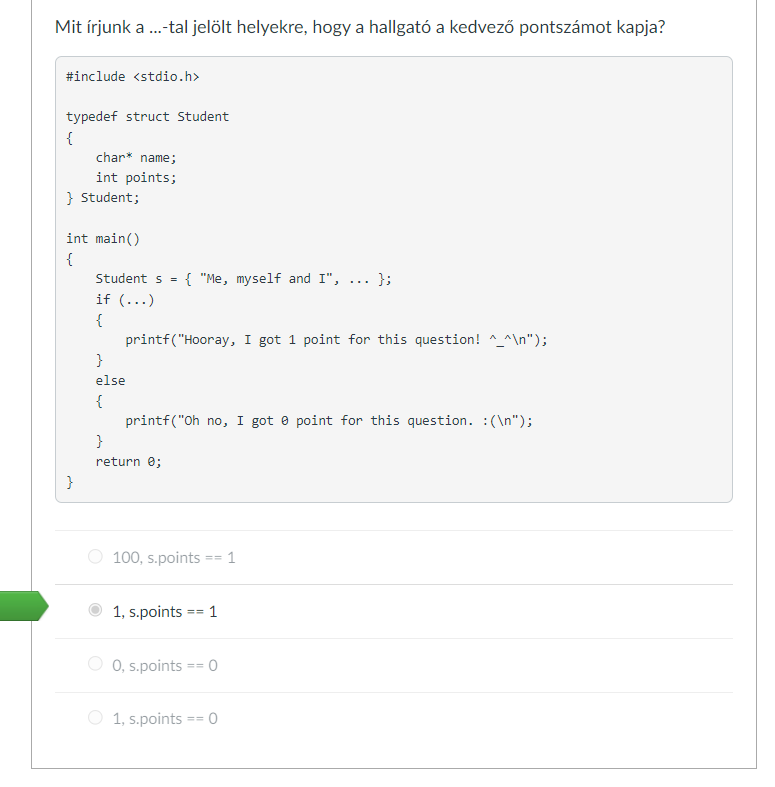 Mit írjunk a ...-tal jelölt helyekre, hogy a hallgató a kedvező pontszámot kapja?
#include <stdio.h>
typedef struct Student
{
    char* name;
    int points;
} Student;
int main()
{
    Student s = { "Me, myself and I", ... };
    if (...)
    {
        printf("Hooray, I got 1 point for this question! ^_^\n");
    }
    else
    {
        printf("Oh no, I got 0 point for this question. :(\n");
    }
    return 0;
}
100, s.points == 1
1, s.points == 1
0, s.points == 0
1, s.points == 0